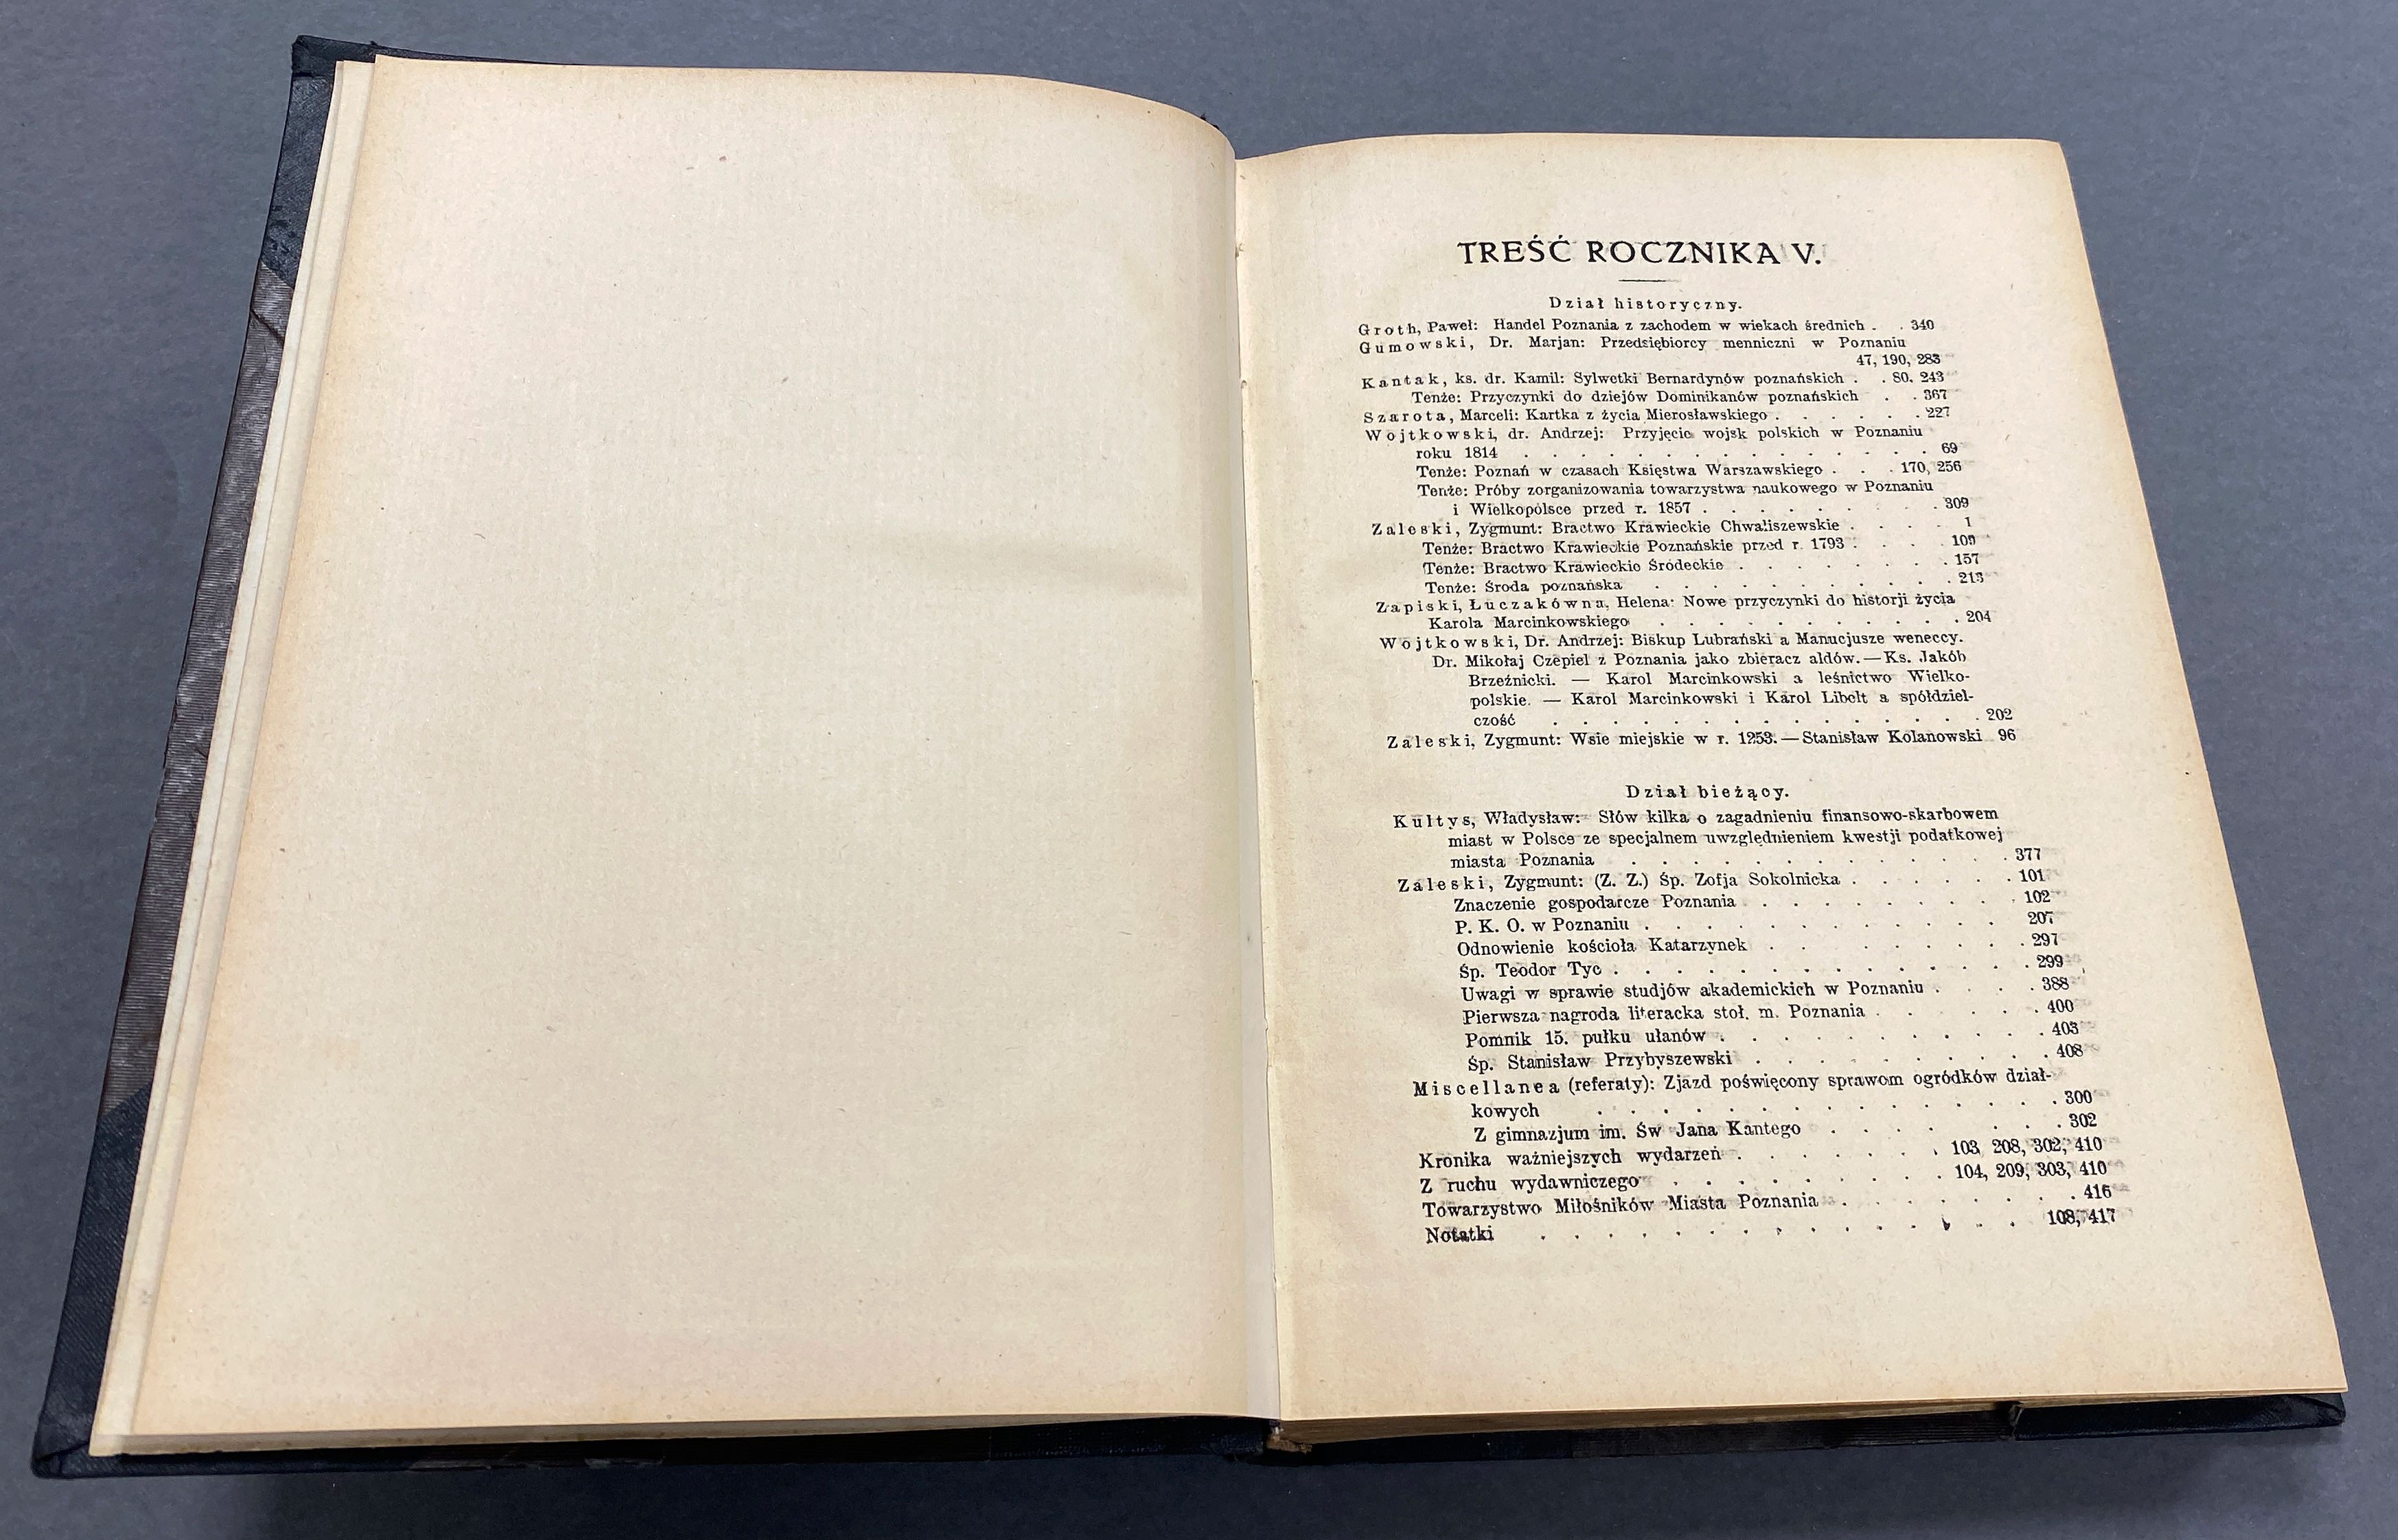 TREŚĆ ROCZNIKA V.
Dział historyczny.
Groth, Paweł: Handel Poznania z zachodem w wiekach średnich . . 340
Gumowski, Dr. Marjan: Przedsiębiorcy menniczni w Poznaniu
47, 190, 283
Kantak, ks. dr. Kamil: Sylwetki Bernardynów poznańskich . . 80, 243
Tenże: Przyczynki do dziejów Dominikanów poznańskich . . 367
Szarota, Marceli: Kartka z życia Mierosławskiego . . . . . . 227
Wojtkowski, dr. Andrzej: Przyjęcie wojsk polskich w Poznaniu
roku 1814 . . . . . . . . . . . . . . 69
Tenże: Poznań w czasach Księstwa Warszawskiego . . . 170, 256
Tenże: Próby zorganizowania towarzystwa naukowego w Poznaniu
i Wielkopolsce przed r. 1857 . . . . . . . . . 309
Zaleski, Zygmunt: Bractwo Krawieckie Chwaliszewskie . . . . 1
Tenże: Bractwo Krawieckie Poznańskie przed r. 1793 . . . . 109
Tenże: Bractwo Krawieckie Środeckie . . . . . . . . 157
Tenże: Środa poznańska . . . . . . . . . . . 213
Zapiski, Łuczakówna, Helena: Nowe przyczynki do historji życia
Karola Marcinkowskiego . . . . . . . . . . . 204
Wojtkowski, Dr. Andrzej: Biskup Lubrański a Manucjusze weneccy.
Dr. Mikołaj Czepiel z Poznania jako zbieracz aldów. — Ks. Jakób
Brzeźnicki. — Karol Marcinkowski a leśnictwo Wielko-
polskie. — Karol Marcinkowski i Karol Libelt a spółdziel-
czość . . . . . . . . . . . . . . . 202
Zaleski, Zygmunt: Wsie miejskie w r. 1253. — Stanisław Kolanowski 96
Dział bieżący.
Kultys, Władysław: Słów kilka o zagadnieniu finansowo-skarbowem
miast w Polsce ze specjalnem uwzględnieniem kwestji podatkowej
miasta Poznania . . . . . . . . . . . . . 377
Zaleski, Zygmunt: (Z. Z.) Śp. Zofja Sokolnicka . . . . . . 101
Znaczenie gospodarcze Poznania . . . . . . . . . 102
P. K. O. w Poznaniu . . . . . . . . . . . . 207
Odnowienie kościoła Katarzynek . . . . . . . . 297
Śp. Teodor Tyc . . . . . . . . . . . . . . 299
Uwagi w sprawie studjów akademickich w Poznaniu . . . . 388
Pierwsza nagroda literacka stoł. m. Poznania . . . . . 400
Pomnik 15. pułku ułanów . . . . . . . . . . 403
Śp. Stanisław Przybyszewski . . . . . . . . . . 408
Miscellanea (referaty): Zjazd poświęcony sprawom ogródków dział-
kowych . . . . . . . . . . . . . . 300
Z gimnazjum im. Św Jana Kantego . . . . . . . 302
Kronika ważniejszych wydarzeń . . . . . . . 103, 208, 302, 410
Z ruchu wydawniczego . . . . . . . . . 104, 209, 303, 410
Towarzystwo Miłośników Miasta Poznania . . . . . . . . 416
Notatki . . . . . . . . . . . . . 108, 417